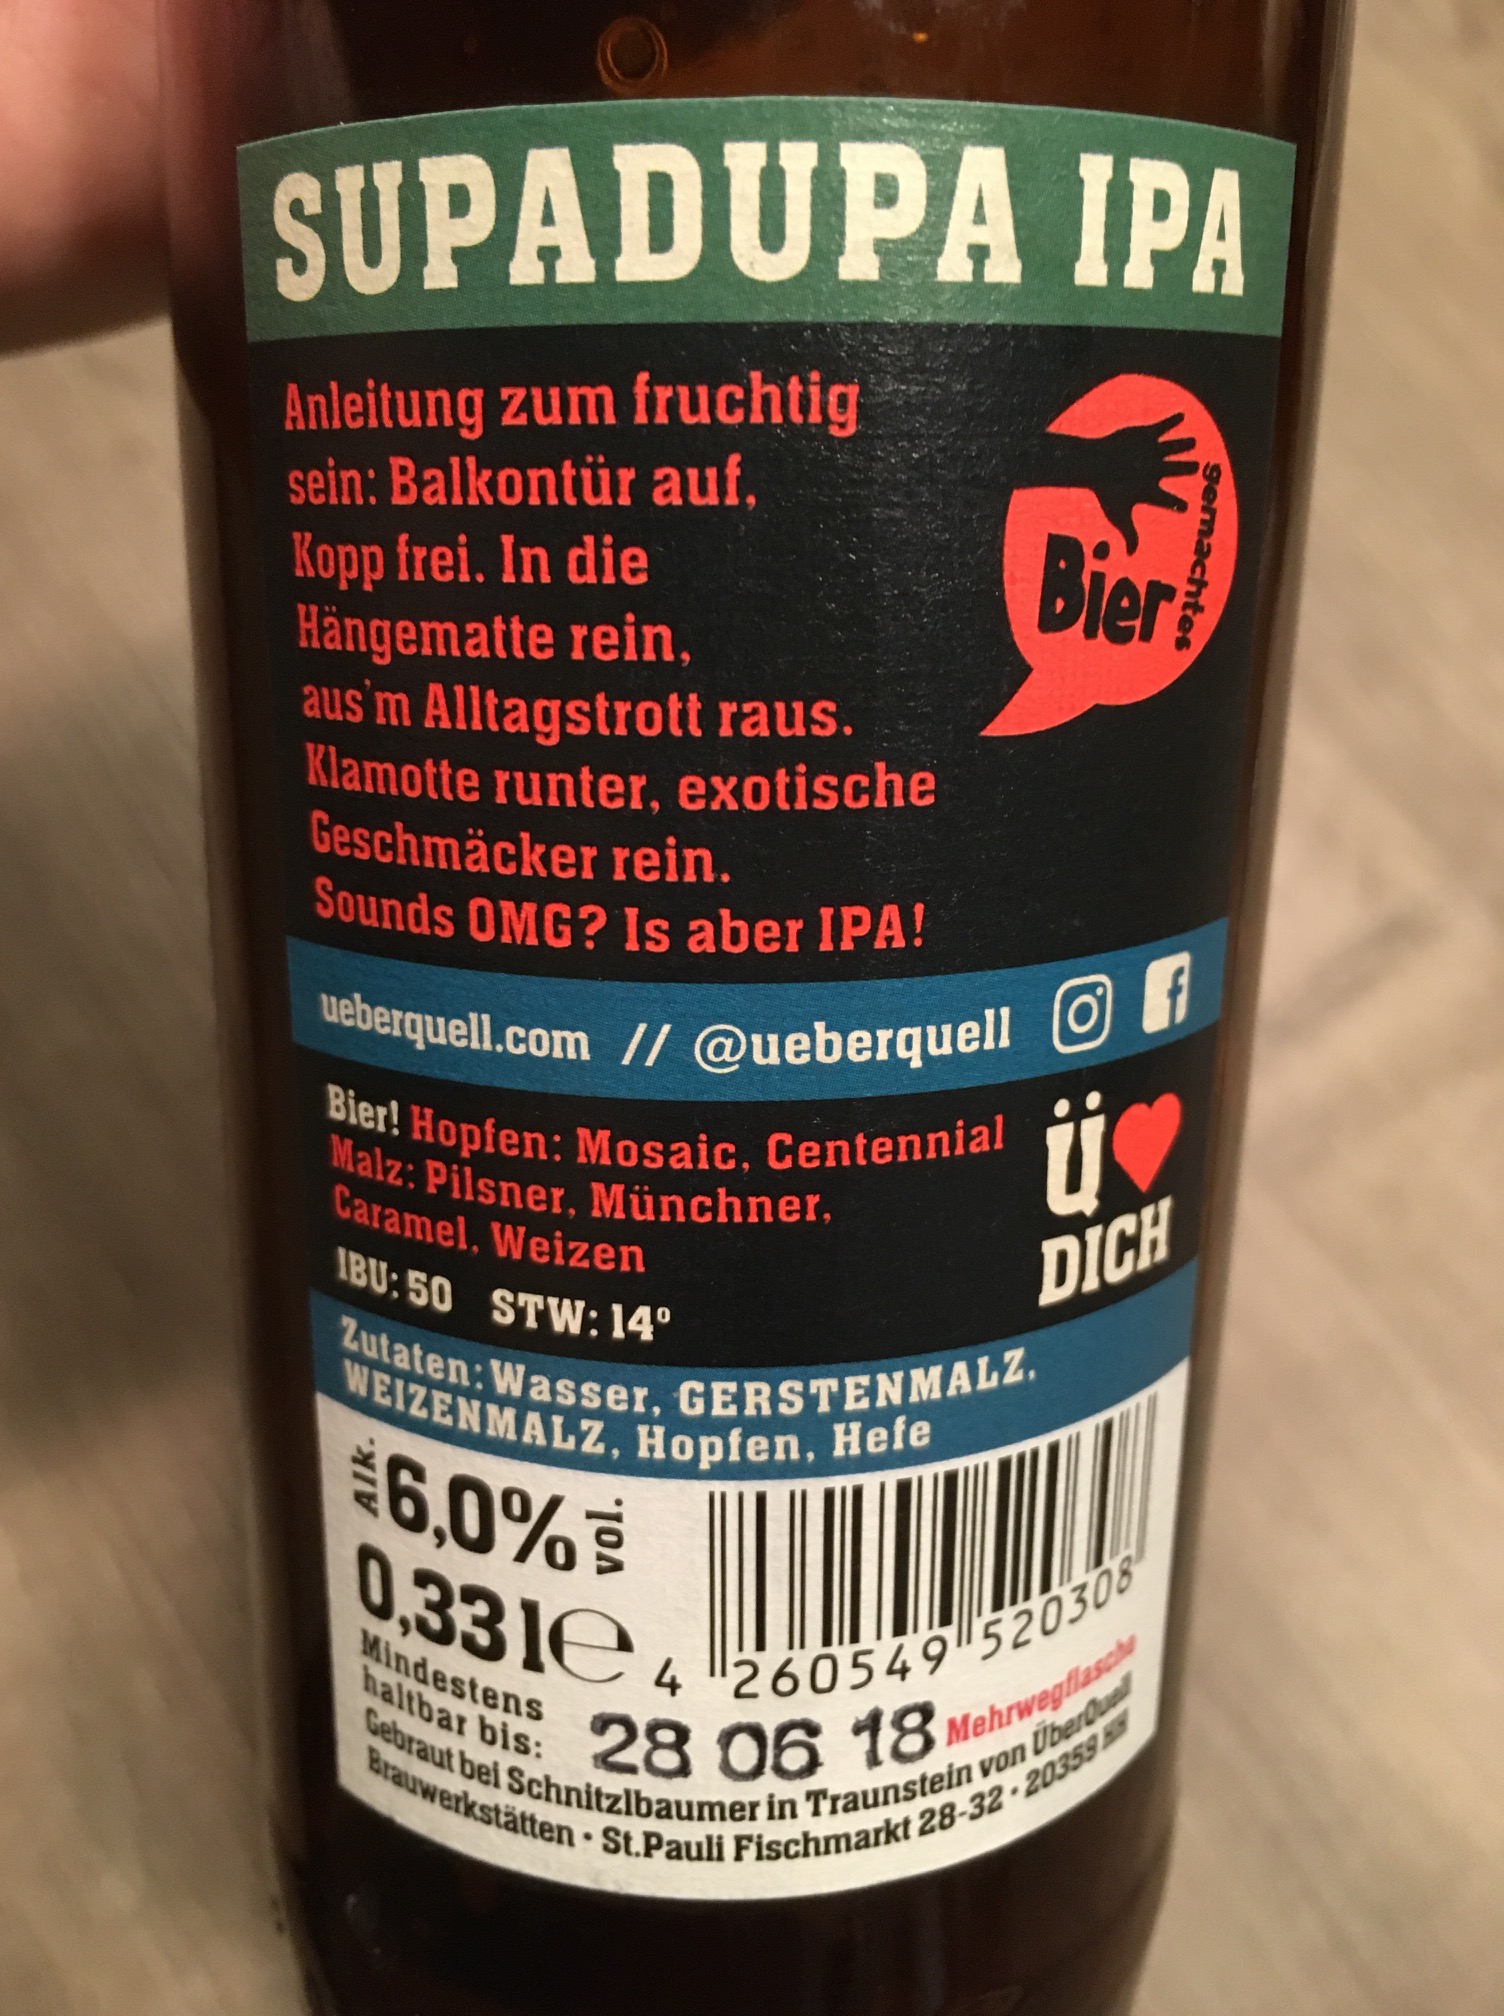 SUPADUPA IPA
Anleitung zum fruchtig
sein: Balkontür auf,
Kopp frei. In die
Hängematte rein,
aus'm Alltagstrott raus.
Klamotte runter, exotische
Geschmäcker rein.
Sounds OMG? Is aber IPA!
gemachtes
Bier
ueberquell.com // @ueberquell
Bier! Hopfen: Mosaic, Centennial
Malz: Pilsner, Münchner,
Caramel, Weizen
IBU: 50 STW: 14°
Ü
DICH
Zutaten: Wasser, GERSTENMALZ,
WEIZENMALZ, Hopfen, Hefe
Alk. 6,0% vol.
0,33 l e
4 260549 520308
Mindestens
haltbar bis: 28 06 18
Mehrwegflasche
Gebraut bei Schnitzlbaumer in Traunstein von ÜberQuell
Brauwerkstätten · St.Pauli Fischmarkt 28-32 · 20359 HH